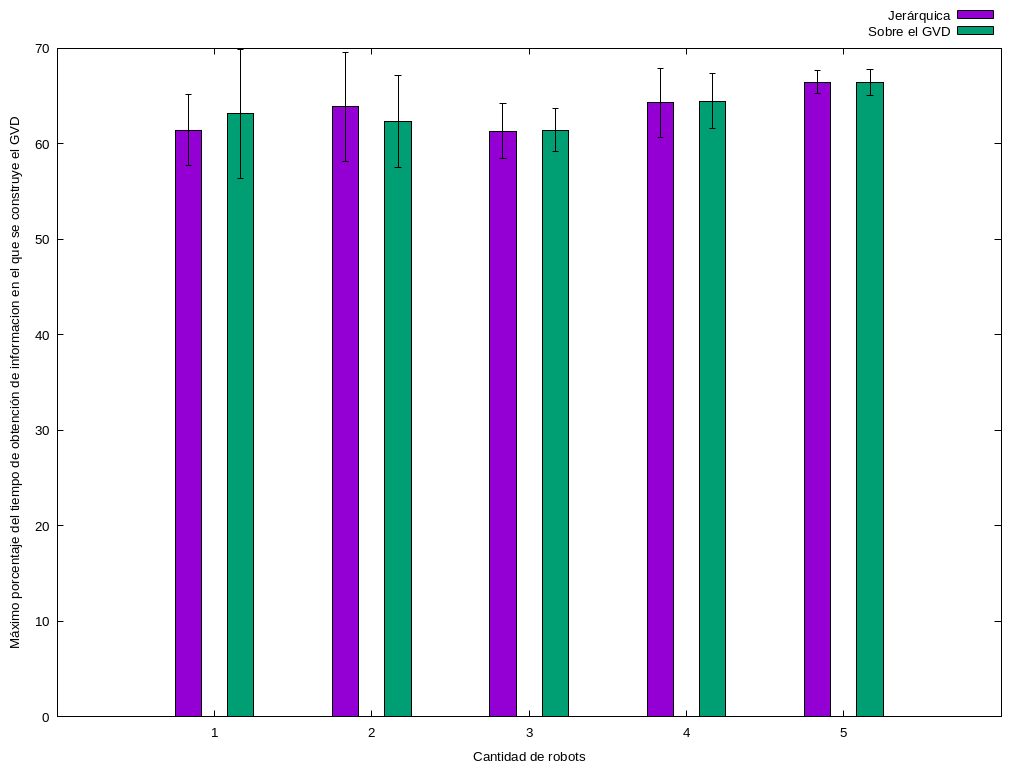 Jerárquica
Sobre el GVD
Máximo porcentaje del tiempo de obtención de informacion en el que se construye el GVD
70
60
50
40
30
20
10
0
1 2 3 4 5
Cantidad de robots